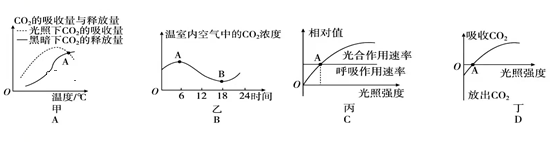 CO₂的吸收量与释放量
光照下CO₂的吸收量
黑暗下CO₂的释放量
A
O
温度/℃
甲
A
温室内空气中的CO₂浓度
A
B
O
6 12 18 24 时间
乙
B
相对值
光合作用速率
A
呼吸作用速率
O
光照强度
丙
C
吸收CO₂
A
O
光照强度
放出CO₂
丁
D